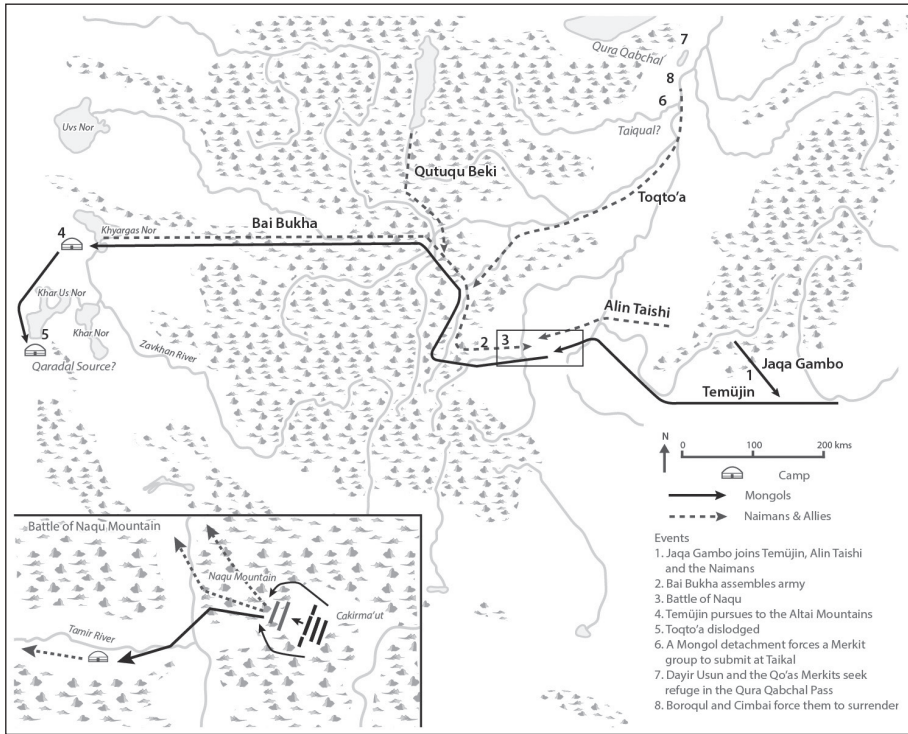 7
Qura Qabchal
8
6
Uvs Nor
Taiqual?
Qutuqu Beki
Toqto'a
Bai Bukha
4
Khyargas Nor
Khar Us Nor
Alin Taishi
5
Khar Nor
2
3
Zavkhan River
Qaradal Source?
1
Jaqa Gambo
Temüjin
N
0 100 200 kms
Camp
Mongols
Naimans & Allies
Battle of Naqu Mountain
Naqu Mountain
Cakirma'ut
Tamir River
Events
1. Jaqa Gambo joins Temüjin, Alin Taishi
and the Naimans
2. Bai Bukha assembles army
3. Battle of Naqu
4. Temüjin pursues to the Altai Mountains
5. Toqto'a dislodged
6. A Mongol detachment forces a Merkit
group to submit at Taikal
7. Dayir Usun and the Qo'as Merkits seek
refuge in the Qura Qabchal Pass
8. Boroqul and Cimbai force them to surrender